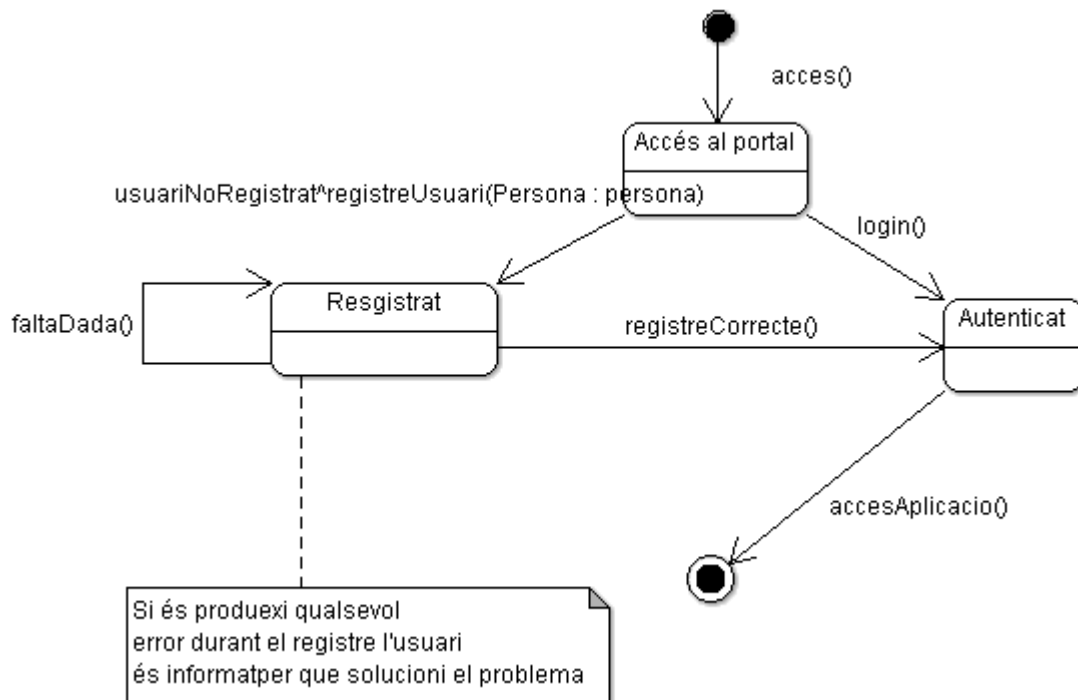 acces()
Accés al portal
usuariNoRegistrat^registreUsuari(Persona : persona)
login()
Resgistrat
faltaDada()
registreCorrecte()
Autenticat
accesAplicacio()
Si és produexi qualsevol
error durant el registre l'usuari
és informatper que solucioni el problema